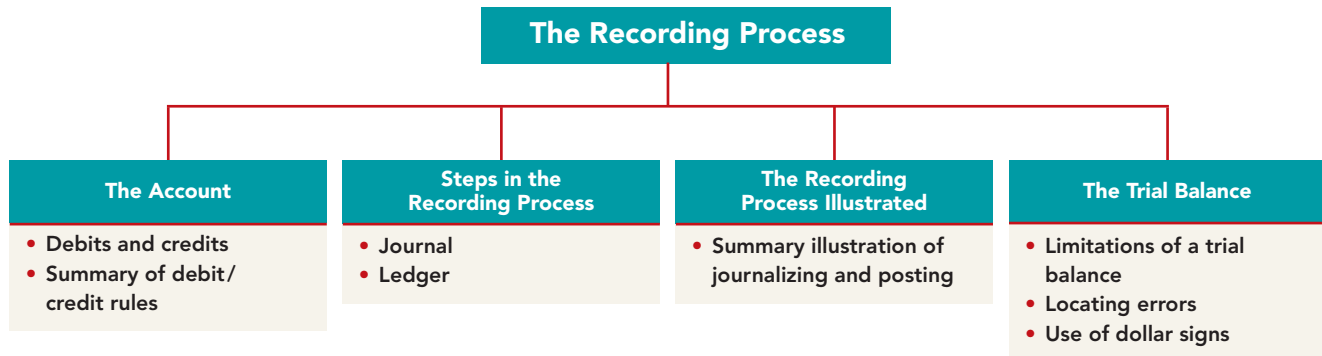 The Recording Process
The Account
• Debits and credits
• Summary of debit/
credit rules
Steps in the
Recording Process
• Journal
• Ledger
The Recording
Process Illustrated
• Summary illustration of
journalizing and posting
The Trial Balance
• Limitations of a trial
balance
• Locating errors
• Use of dollar signs